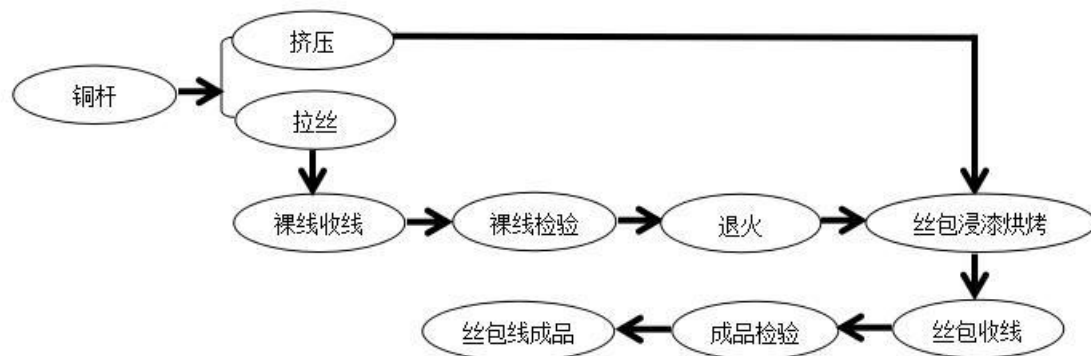 挤压
铜杆
拉丝
裸线收线
裸线检验
退火
丝包浸漆烘烤
丝包线成品
成品检验
丝包收线